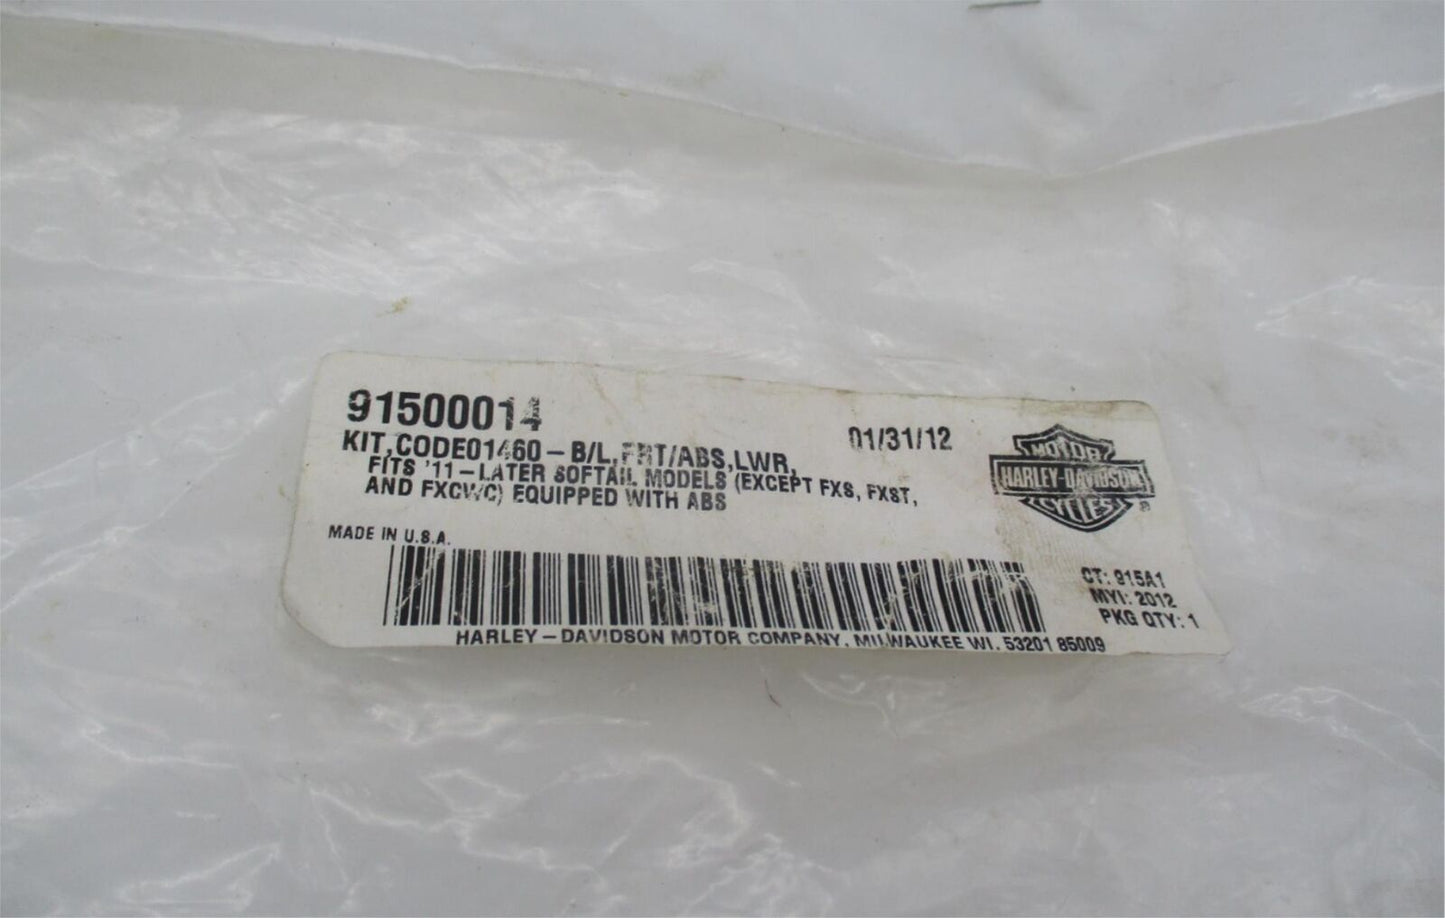 91500014
01/31/12
KIT,CODE01460-B/L,FRT/ABS,LWR,
FITS '11-LATER SOFTAIL MODELS (EXCEPT FXS, FXST,
AND FXCWC) EQUIPPED WITH ABS
MOTOR
HARLEY-DAVIDSON
CYCLES
®
MADE IN U.S.A.
CT: 915A1
MYI: 2012
PKG QTY: 1
HARLEY-DAVIDSON MOTOR COMPANY, MILWAUKEE WI. 53201 85009